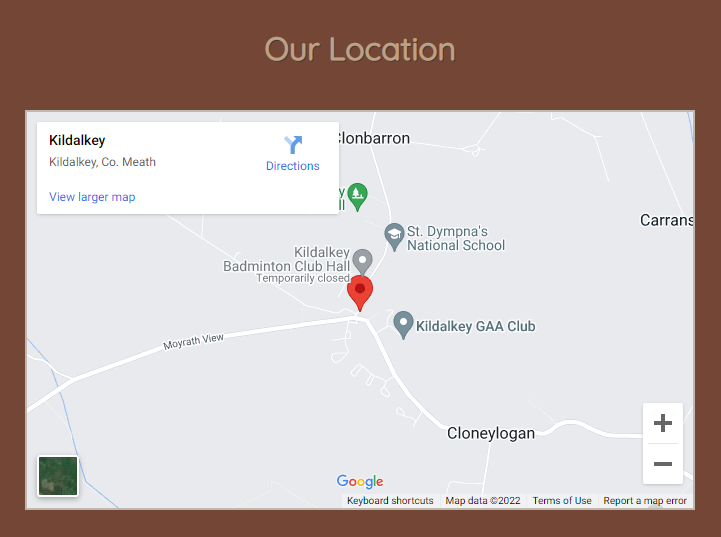 Our Location
Kildalkey
Kildalkey, Co. Meath
Directions
View larger map
Clonbarron
St. Dympna's
National School
Carrans
Kildalkey
Badminton Club Hall
Temporarily closed
Kildalkey GAA Club
Moyrath View
Cloneylogan
Google
Keyboard shortcuts
Map data ©2022
Terms of Use
Report a map error